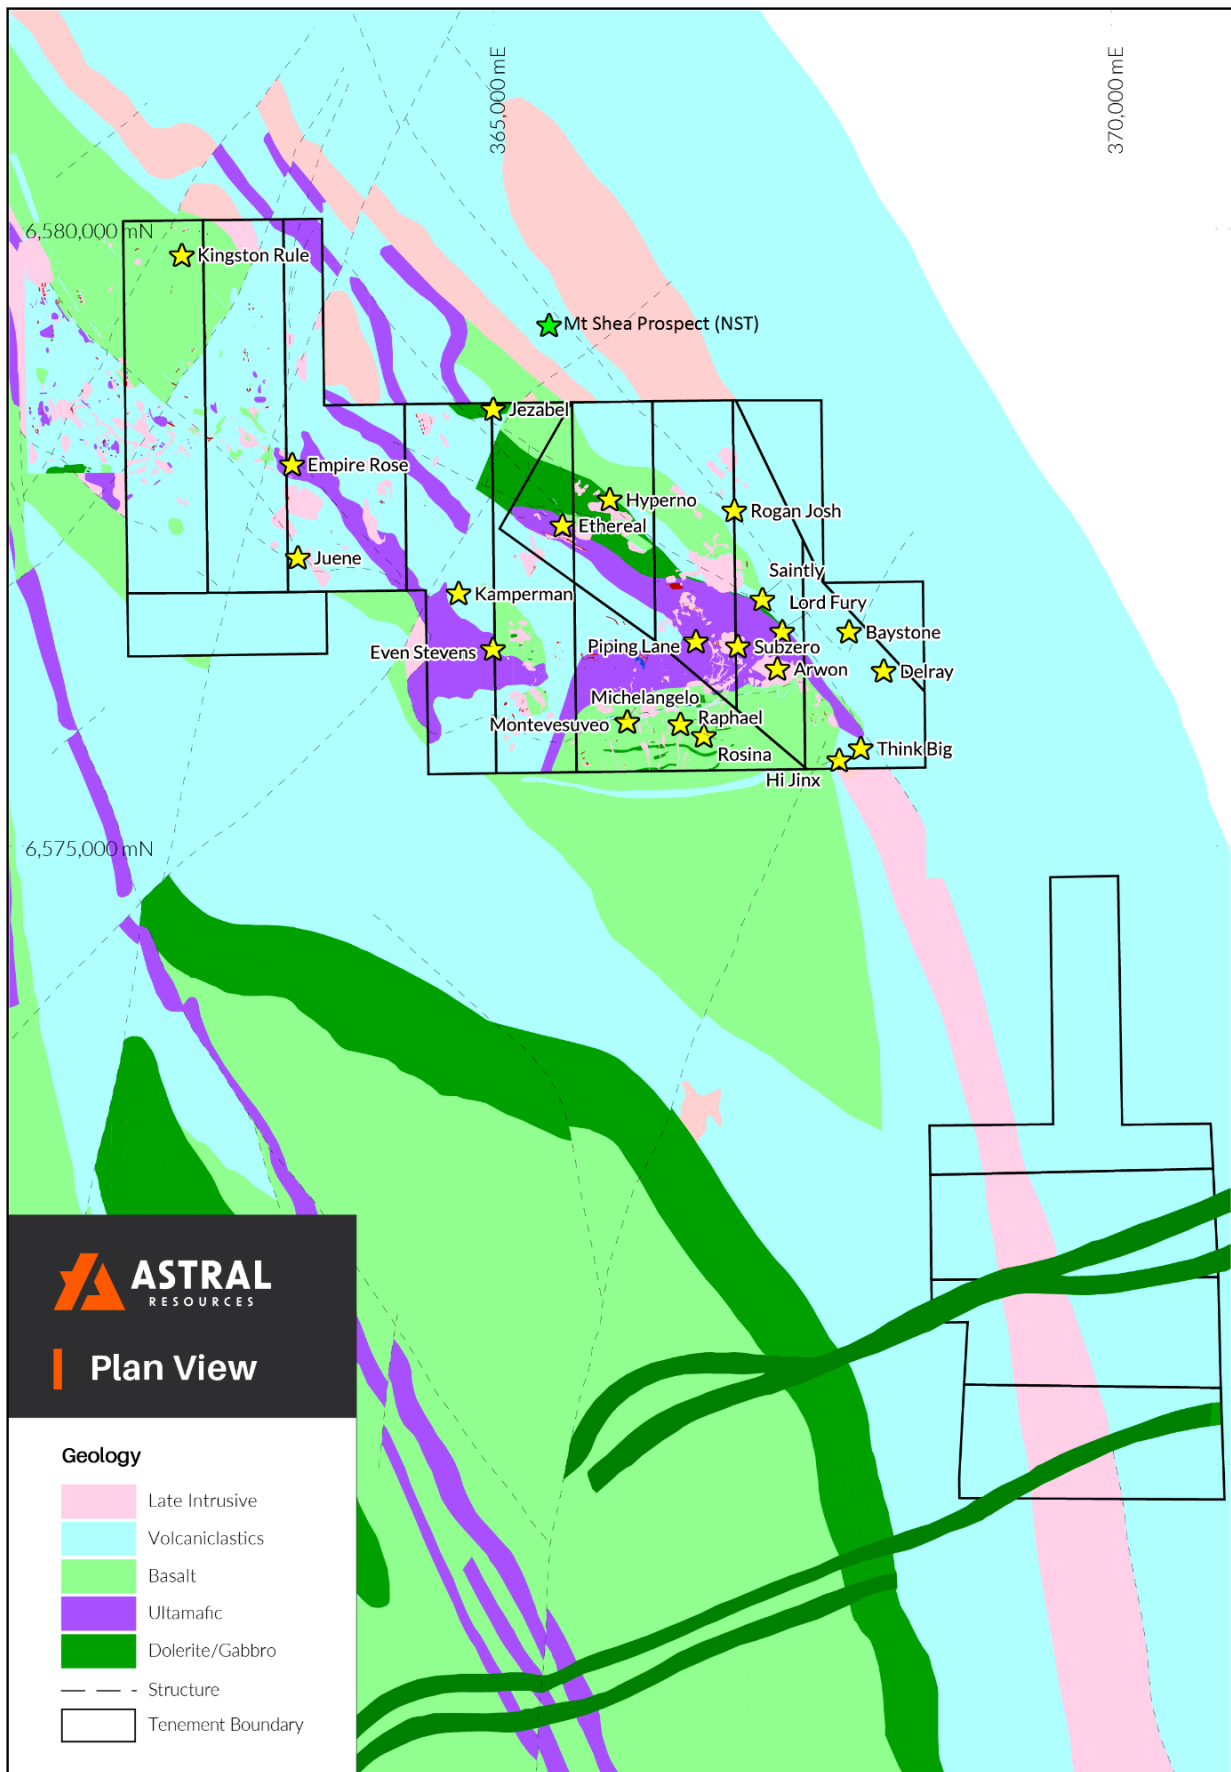 365,000 mE
370,000 mE
6,580,000 mN
Kingston Rule
Mt Shea Prospect (NST)
Jezabel
Empire Rose
Hyperno
Rogan Josh
Ethereal
Juene
Saintly
Kamperman
Lord Fury
Baystone
Even Stevens
Piping Lane
Subzero
Arwon
Delray
Michelangelo
Montevesuveo
Raphael
Rosina
Think Big
Hi Jinx
6,575,000 mN
ASTRAL
RESOURCES
Plan View
Geology
Late Intrusive
Volcaniclastics
Basalt
Ultamafic
Dolerite/Gabbro
Structure
Tenement Boundary